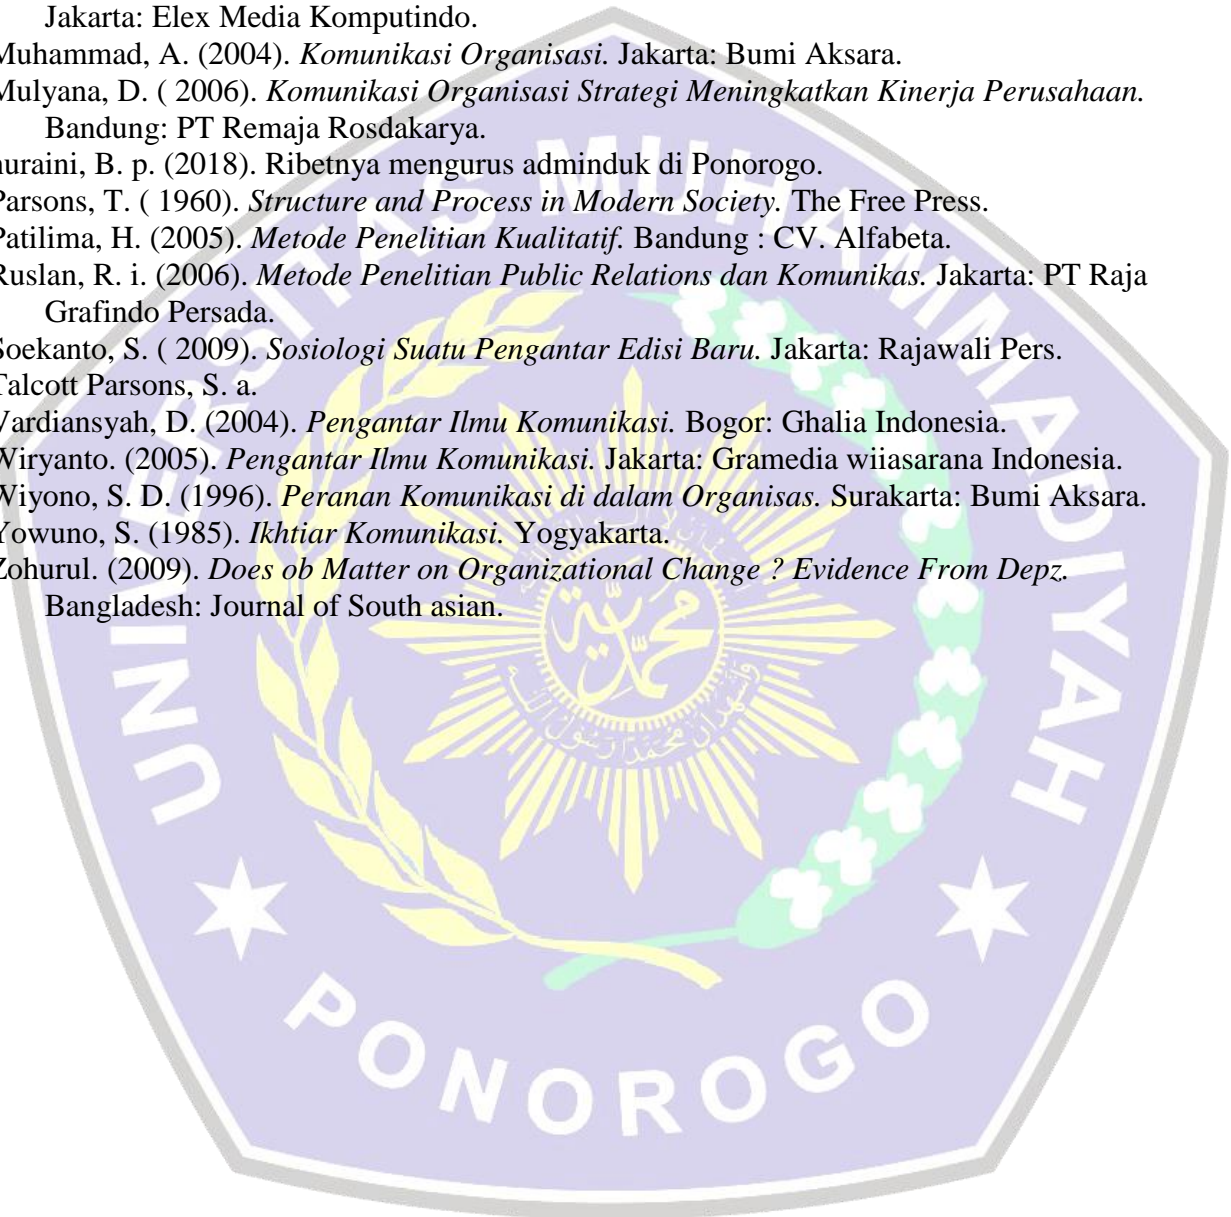 Jakarta: Elex Media Komputindo.
Muhammad, A. (2004). Komunikasi Organisasi. Jakarta: Bumi Aksara.
Mulyana, D. ( 2006). Komunikasi Organisasi Strategi Meningkatkan Kinerja Perusahaan.
Bandung: PT Remaja Rosdakarya.
nuraini, B. p. (2018). Ribetnya mengurus adminduk di Ponorogo.
Parsons, T. ( 1960). Structure and Process in Modern Society. The Free Press.
Patilima, H. (2005). Metode Penelitian Kualitatif. Bandung : CV. Alfabeta.
Ruslan, R. i. (2006). Metode Penelitian Public Relations dan Komunikas. Jakarta: PT Raja
Grafindo Persada.
Soekanto, S. ( 2009). Sosiologi Suatu Pengantar Edisi Baru. Jakarta: Rajawali Pers.
Talcott Parsons, S. a.
Vardiansyah, D. (2004). Pengantar Ilmu Komunikasi. Bogor: Ghalia Indonesia.
Wiryanto. (2005). Pengantar Ilmu Komunikasi. Jakarta: Gramedia wiiasarana Indonesia.
Wiyono, S. D. (1996). Peranan Komunikasi di dalam Organisas. Surakarta: Bumi Aksara.
Yowuno, S. (1985). Ikhtiar Komunikasi. Yogyakarta.
Zohurul. (2009). Does ob Matter on Organizational Change ? Evidence From Depz.
Bangladesh: Journal of South asian.
UNIVERSITAS MUHAMMADIYAH
PONOROGO
محمدية